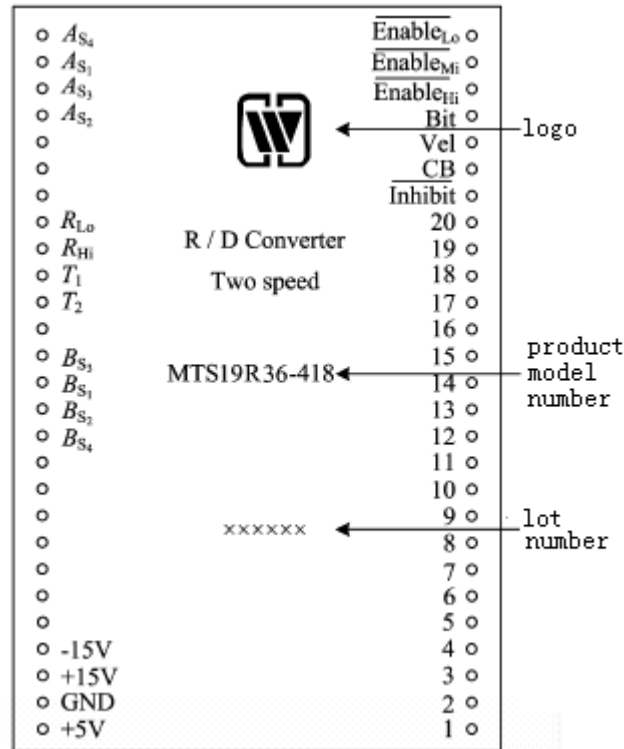 A_S4
A_S1
A_S3
A_S2
R_Lo
R_Hi
T_1
T_2
B_S3
B_S1
B_S2
B_S4
-15V
+15V
GND
+5V
R / D Converter
Two speed
MTS19R36-418
××××××
Enable_Lo
Enable_Mi
Enable_Hi
Bit
Vel
CB
Inhibit
20
19
18
17
16
15
14
13
12
11
10
9
8
7
6
5
4
3
2
1
logo
product
model
number
lot
number